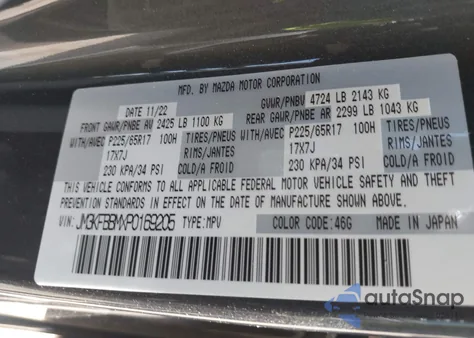 MFD. BY MAZDA MOTOR CORPORATION
DATE 11/22 GVWR/PNBV 4724 LB 2143 KG
FRONT GAWR/PNBE AV 2425 LB 1100 KG REAR GAWR/PNBE AR 2299 LB 1043 KG
WITH/AVEC P225/65R17 100H TIRES/PNEUS WITH/AVEC P225/65R17 100H TIRES/PNEUS
17X7J RIMS/JANTES 17X7J RIMS/JANTES
230 KPA/34 PSI COLD/A FROID 230 KPA/34 PSI COLD/A FROID
THIS VEHICLE CONFORMS TO ALL APPLICABLE FEDERAL MOTOR VEHICLE SAFETY, BUMPER, AND THEFT
PREVENTION STANDARDS IN EFFECT ON THE DATE OF MANUFACTURE SHOWN ABOVE.
VIN: JM3KFBBMXP0169205 TYPE: MPV COLOR CODE: 46G MADE IN JAPAN
autoSnap